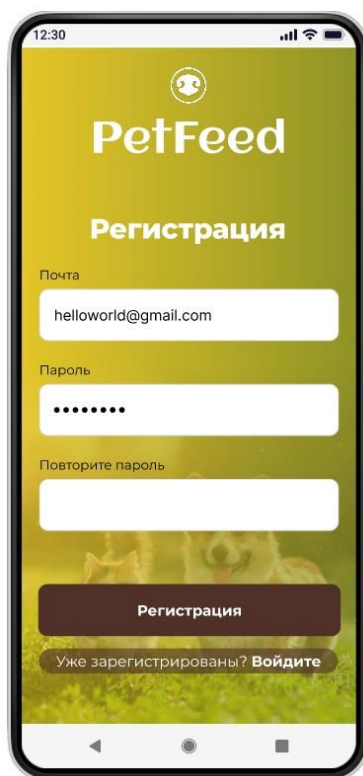 12:30
PetFeed
Регистрация
Почта
helloworld@gmail.com
Пароль
••••••••
Повторите пароль
Регистрация
Уже зарегистрированы? Войдите